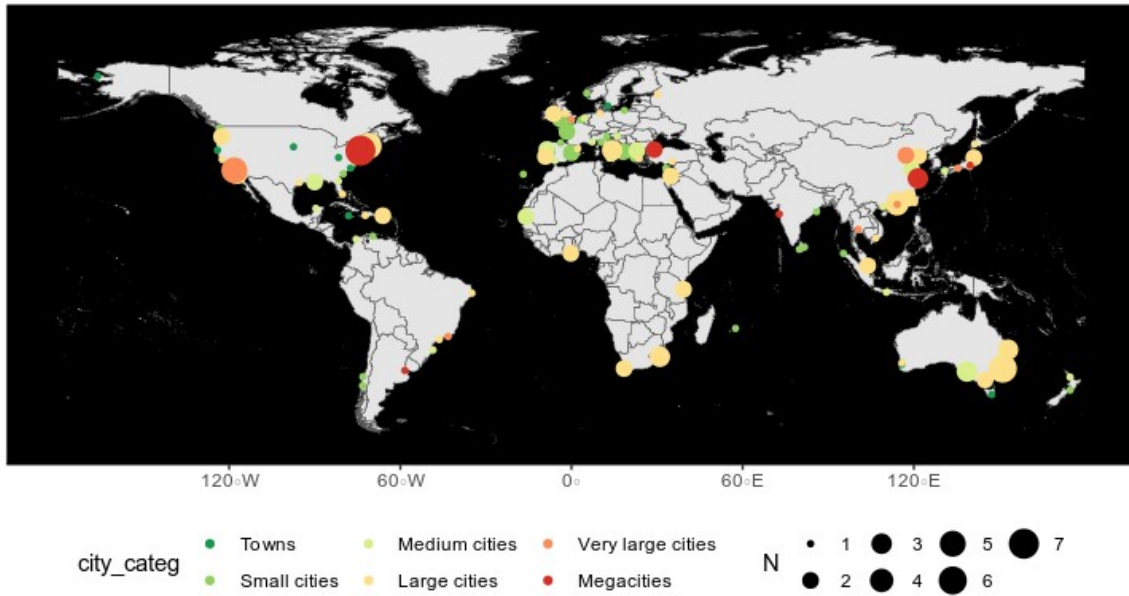 120°W 60°W 0° 60°E 120°E
city_categ
Towns Medium cities Very large cities
Small cities Large cities Megacities
N
1 3 5 7
2 4 6